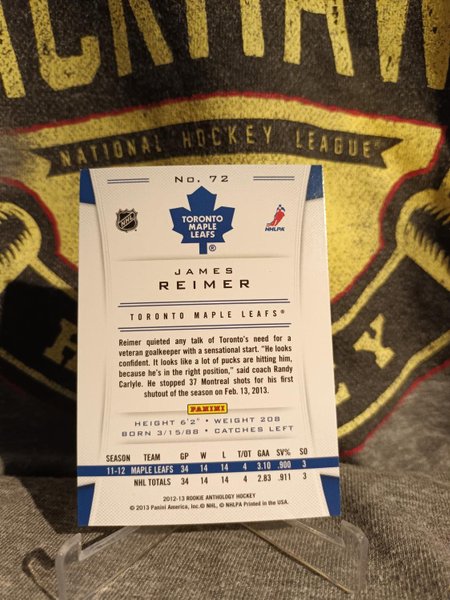 CKHAW
NATIONAL HOCKEY LEAGUE
No. 72
NHL
TORONTO
MAPLE
LEAFS
®
NHLPA
JAMES
REIMER
TORONTO MAPLE LEAFS®
Reimer quieted any talk of Toronto's need for a
veteran goalkeeper with a sensational start. "He looks
confident. It looks like a lot of pucks are hitting him,
because he's in the right position," said coach Randy
Carlyle. He stopped 37 Montreal shots for his first
shutout of the season on Feb. 13, 2013.
PANINI
HEIGHT 6'2" • WEIGHT 208
BORN 3/15/88 • CATCHES LEFT
SEASON TEAM GP W L T/OT GAA SV% SO
11-12 MAPLE LEAFS 34 14 14 4 3.10 .900 3
NHL TOTALS 34 14 14 4 2.83 .911 3
2012-13 ROOKIE ANTHOLOGY HOCKEY
© 2013 Panini America, Inc. © NHL, © NHLPA Printed in the USA.